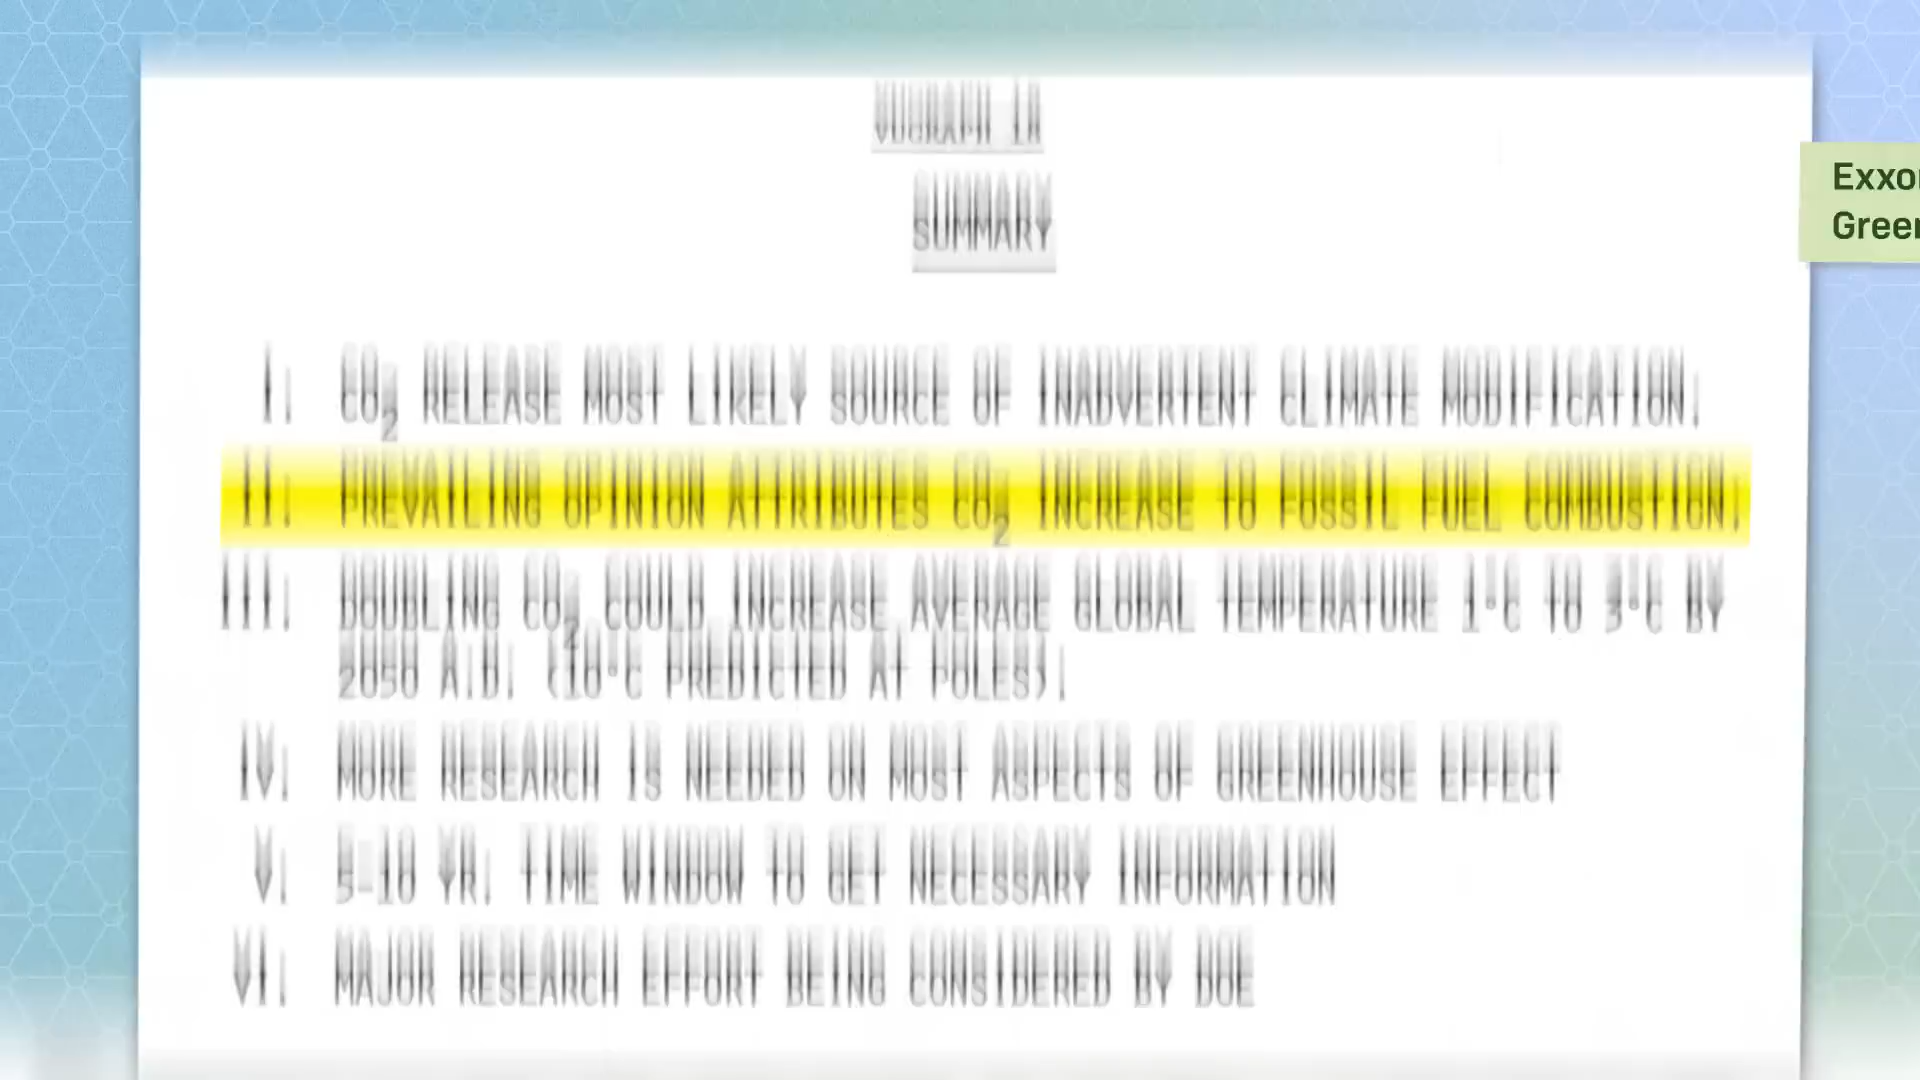 VUGRAPH 18
SUMMARY
I. CO2 RELEASE MOST LIKELY SOURCE OF INADVERTENT CLIMATE MODIFICATION.
II. PREVAILING OPINION ATTRIBUTES CO2 INCREASE TO FOSSIL FUEL COMBUSTION.
III. DOUBLING CO2 COULD INCREASE AVERAGE GLOBAL TEMPERATURE 1°C TO 3°C BY
2050 A.D. (10°C PREDICTED AT POLES).
IV. MORE RESEARCH IS NEEDED ON MOST ASPECTS OF GREENHOUSE EFFECT
V. 5-10 YR. TIME WINDOW TO GET NECESSARY INFORMATION
VI. MAJOR RESEARCH EFFORT BEING CONSIDERED BY DOE